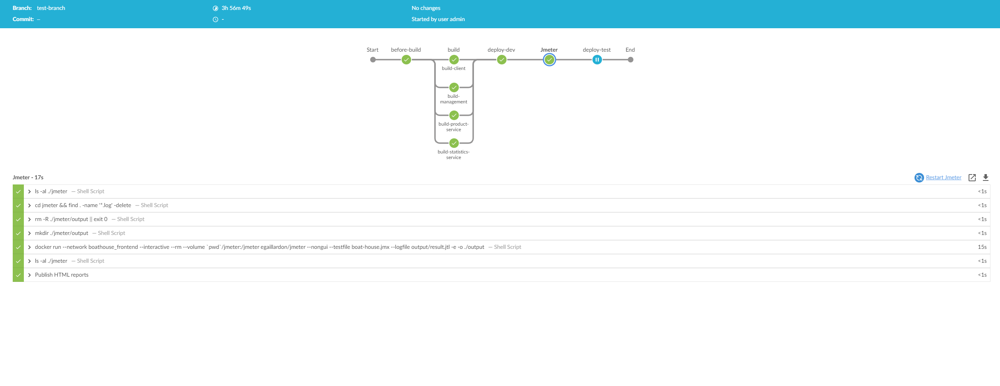 Branch: test-branch
3h 56m 49s
No changes
Commit: –
-
Started by user admin
Start
before-build
build
deploy-dev
Jmeter
deploy-test
End
build-client
build-
management
build-product-
service
build-statistics-
service
Jmeter - 17s
Restart Jmeter
ls -al ./jmeter — Shell Script <1s
cd jmeter && find . -name '*.log' -delete — Shell Script <1s
rm -R ./jmeter/output || exit 0 — Shell Script <1s
mkdir ./jmeter/output — Shell Script <1s
docker run --network boathouse_frontend --interactive --rm --volume `pwd`/jmeter:/jmeter egaillardon/jmeter --nongui --testfile boat-house.jmx --logfile output/result.jtl -e -o ./output — Shell Script 15s
ls -al ./jmeter — Shell Script <1s
Publish HTML reports <1s